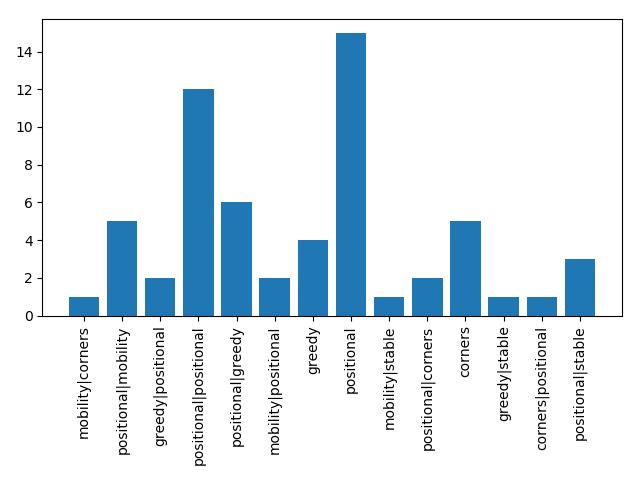 14
12
10
8
6
4
2
0
mobility|corners
positional|mobility
greedy|positional
positional|positional
positional|greedy
mobility|positional
greedy
positional
mobility|stable
positional|corners
corners
greedy|stable
corners|positional
positional|stable